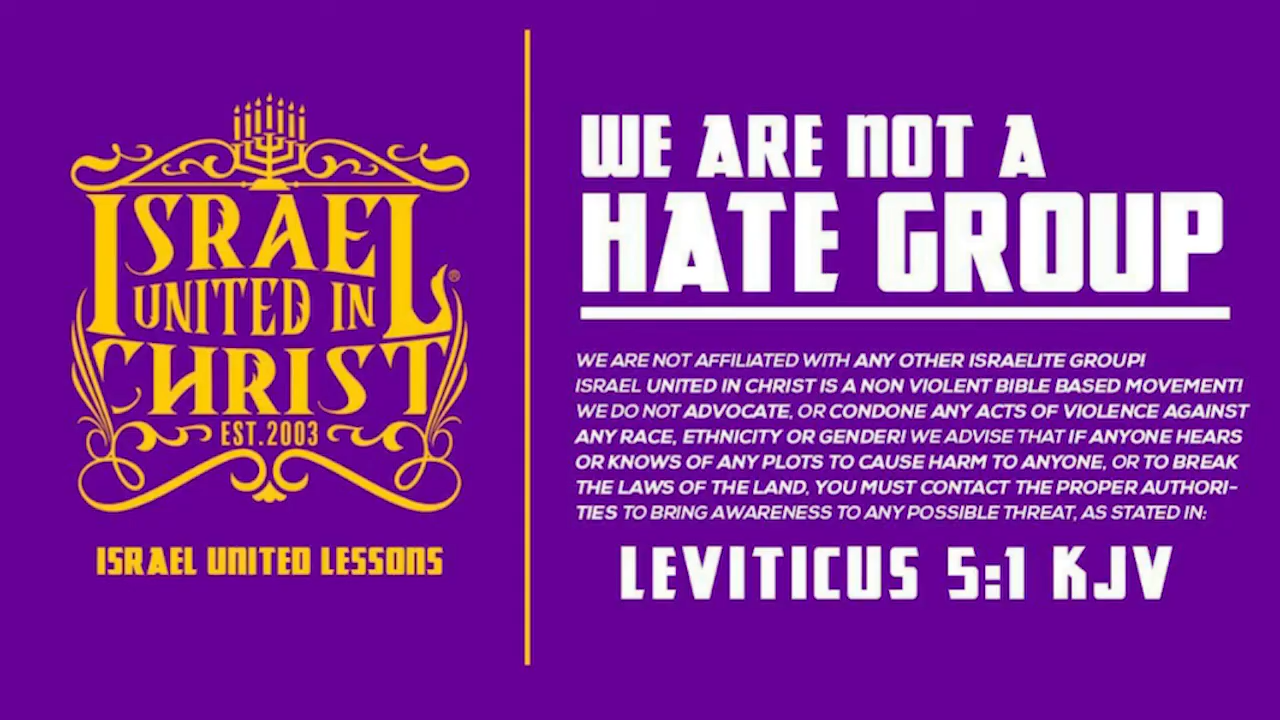 ISRAEL
UNITED IN
CHRIST
EST. 2003
ISRAEL UNITED LESSONS
WE ARE NOT A
HATE GROUP
WE ARE NOT AFFILIATED WITH ANY OTHER ISRAELITE GROUP!
ISRAEL UNITED IN CHRIST IS A NON VIOLENT BIBLE BASED MOVEMENT!
WE DO NOT ADVOCATE, OR CONDONE ANY ACTS OF VIOLENCE AGAINST
ANY RACE, ETHNICITY OR GENDER! WE ADVISE THAT IF ANYONE HEARS
OR KNOWS OF ANY PLOTS TO CAUSE HARM TO ANYONE, OR TO BREAK
THE LAWS OF THE LAND, YOU MUST CONTACT THE PROPER AUTHORI-
TIES TO BRING AWARENESS TO ANY POSSIBLE THREAT, AS STATED IN:
LEVITICUS 5:1 KJV